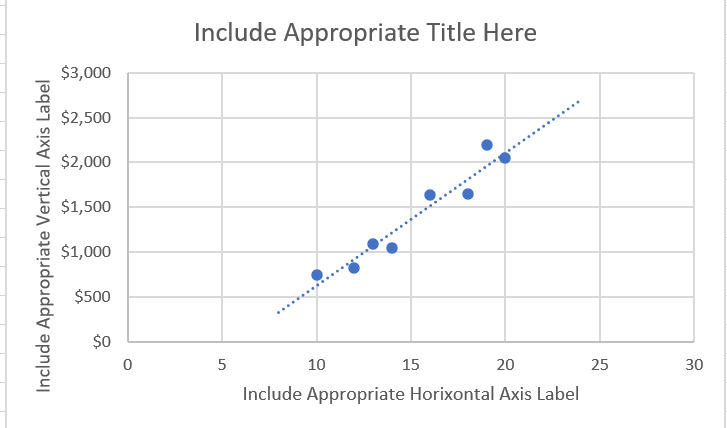 Include Appropriate Title Here
Include Appropriate Vertical Axis Label
$3,000
$2,500
$2,000
$1,500
$1,000
$500
$0
0 5 10 15 20 25 30
Include Appropriate Horixontal Axis Label